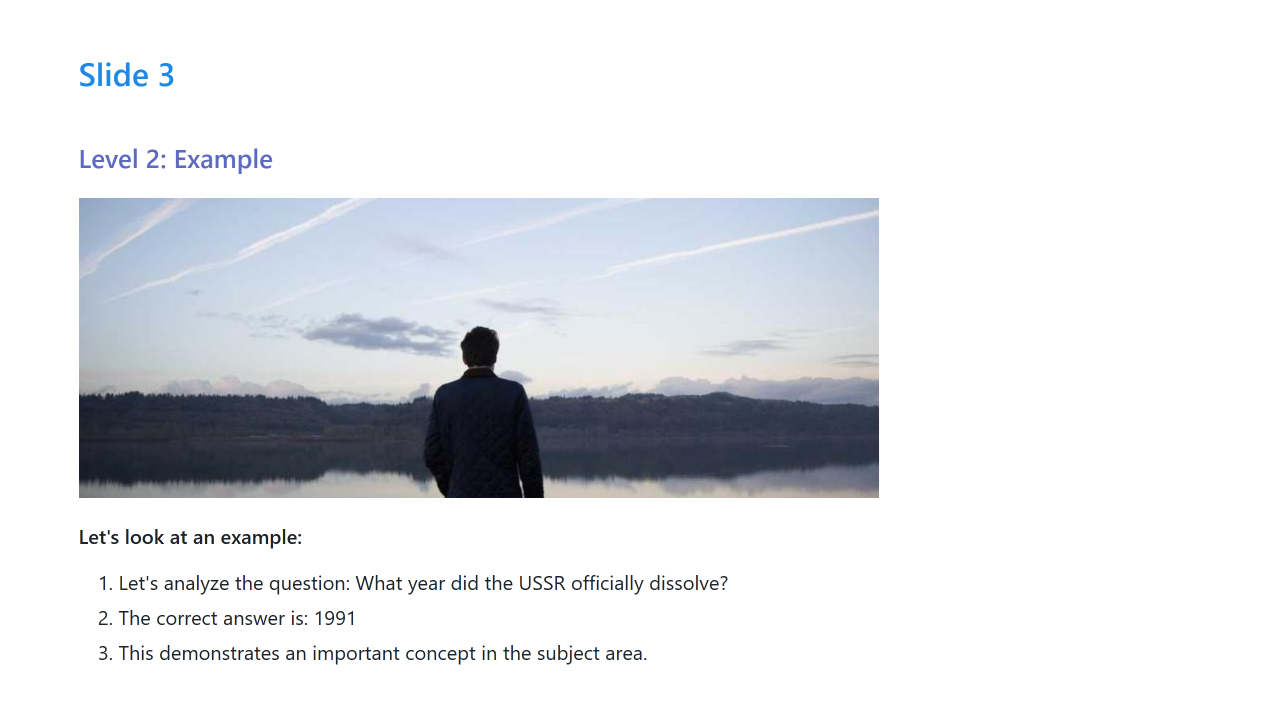 Slide 3
Level 2: Example
Let's look at an example:
1. Let's analyze the question: What year did the USSR officially dissolve?
2. The correct answer is: 1991
3. This demonstrates an important concept in the subject area.